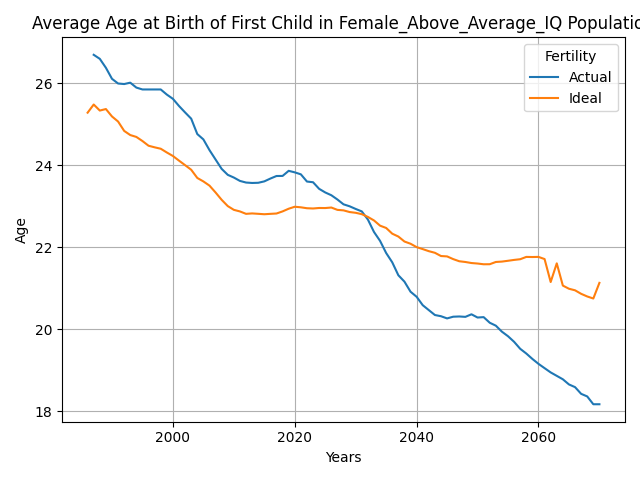 Average Age at Birth of First Child in Female_Above_Average_IQ Populatio
Fertility
Actual
Ideal
26
24
22
20
18
Age
2000 2020 2040 2060
Years